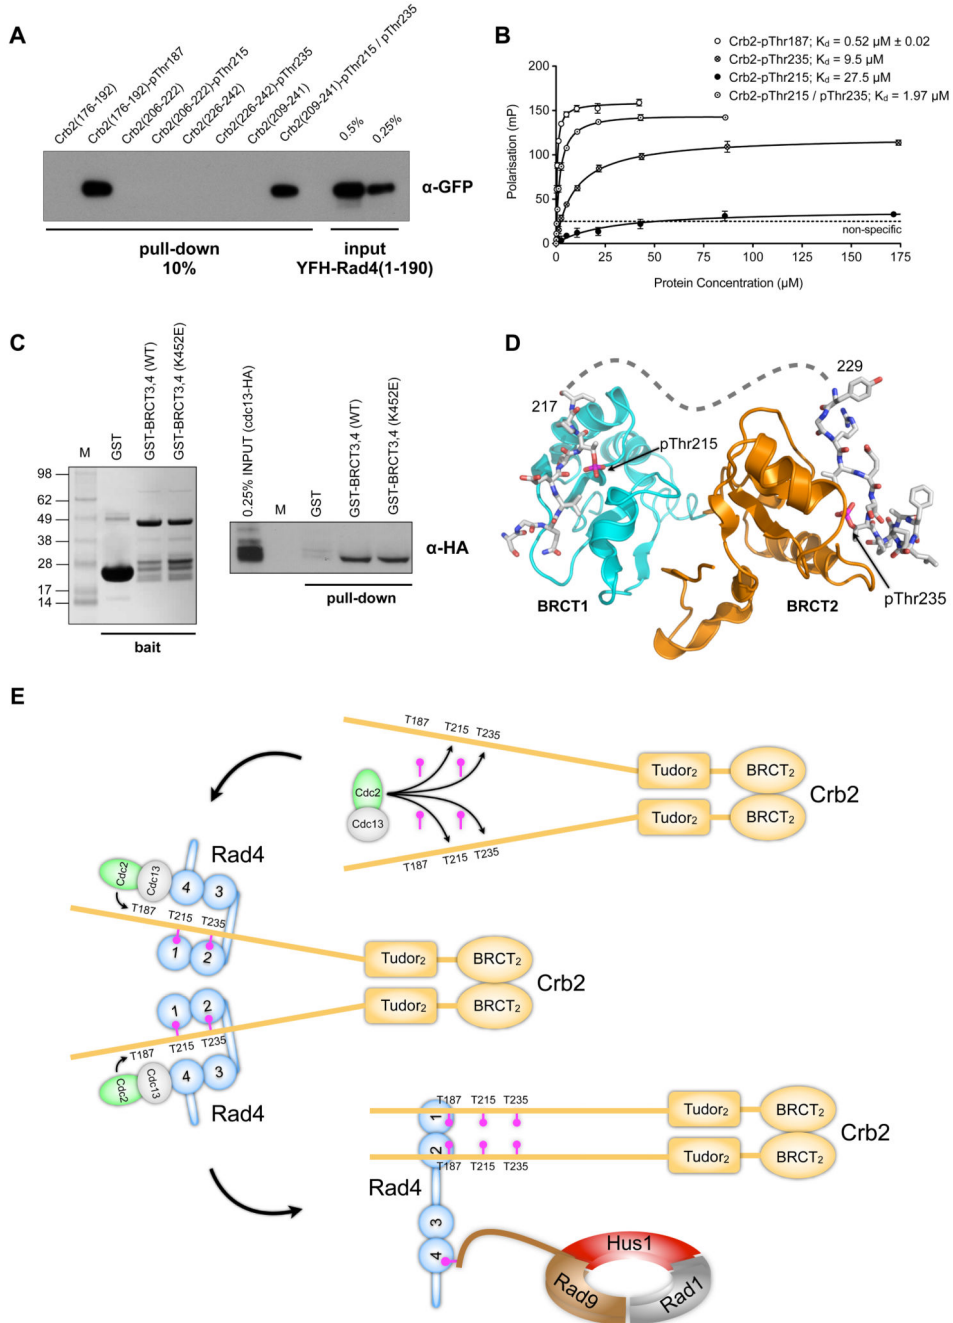 A
Crb2(176-192)
Crb2(176-192)-pThr187
Crb2(206-222)
Crb2(206-222)-pThr215
Crb2(226-242)
Crb2(226-242)-pThr235
Crb2(209-241)
Crb2(209-241)-pThr215 / pThr235
0.5%
0.25%
α-GFP
pull-down
10%
input
YFH-Rad4(1-190)
B
Crb2-pThr187; Kd = 0.52 µM ± 0.02
Crb2-pThr235; Kd = 9.5 µM
Crb2-pThr215; Kd = 27.5 µM
Crb2-pThr215 / pThr235; Kd = 1.97 µM
Polarisation (mP)
200
150
100
50
0
non-specific
0 25 50 75 100 125 150 175
Protein Concentration (µM)
C
M
GST
GST-BRCT3,4 (WT)
GST-BRCT3,4 (K452E)
98
62
49
38
28
17
14
bait
0.25% INPUT (cdc13-HA)
M
GST
GST-BRCT3,4 (WT)
GST-BRCT3,4 (K452E)
α-HA
pull-down
D
217
229
pThr215
BRCT1
BRCT2
pThr235
E
T187 T215 T235
Cdc2
Cdc13
Tudor2 BRCT2
Crb2
Tudor2 BRCT2
T187 T215 T235
Rad4
Cdc2 Cdc13 4 3
T187 T215 T235
1 2
Tudor2 BRCT2
Crb2
Tudor2 BRCT2
1 2
T187 T215 T235
Cdc2 Cdc13 4 3
Rad4
T187 T215 T235
1
Tudor2 BRCT2
Crb2
2
Tudor2 BRCT2
T187 T215 T235
Rad4
3
4
Hus1
Rad9
Rad1